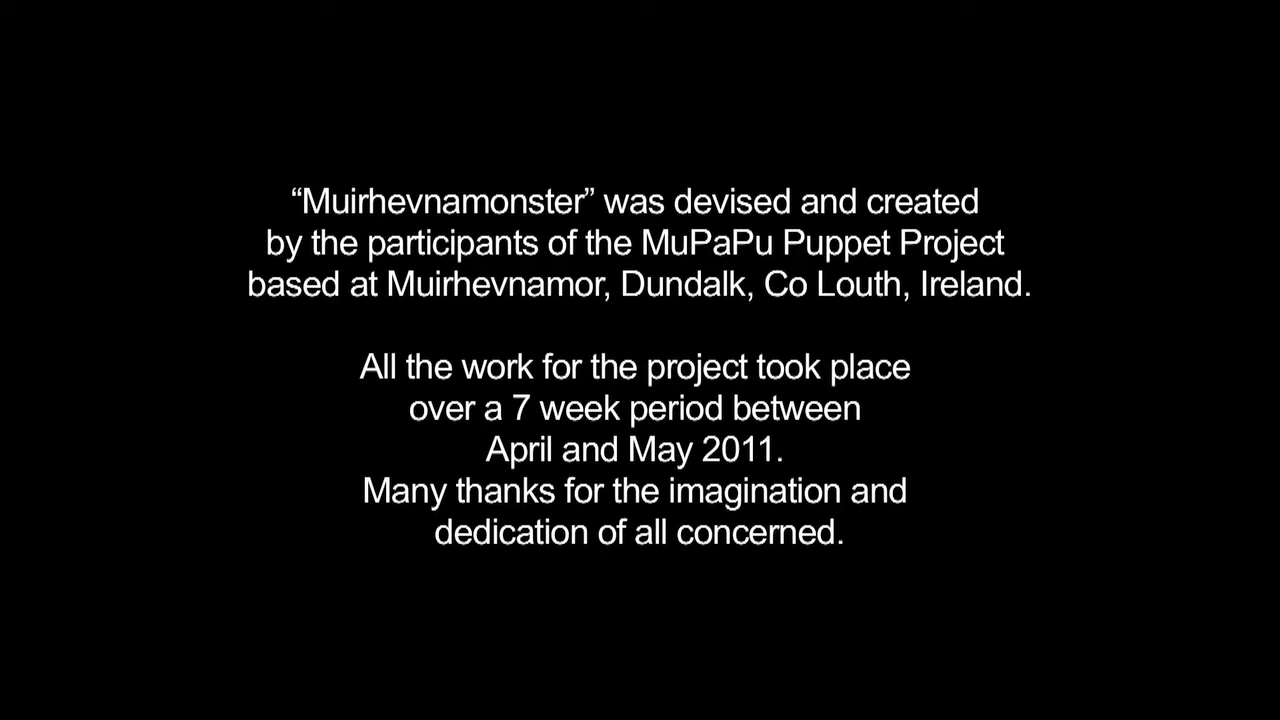 “Muirhevnamonster” was devised and created
by the participants of the MuPaPu Puppet Project
based at Muirhevnamor, Dundalk, Co Louth, Ireland.
All the work for the project took place
over a 7 week period between
April and May 2011.
Many thanks for the imagination and
dedication of all concerned.